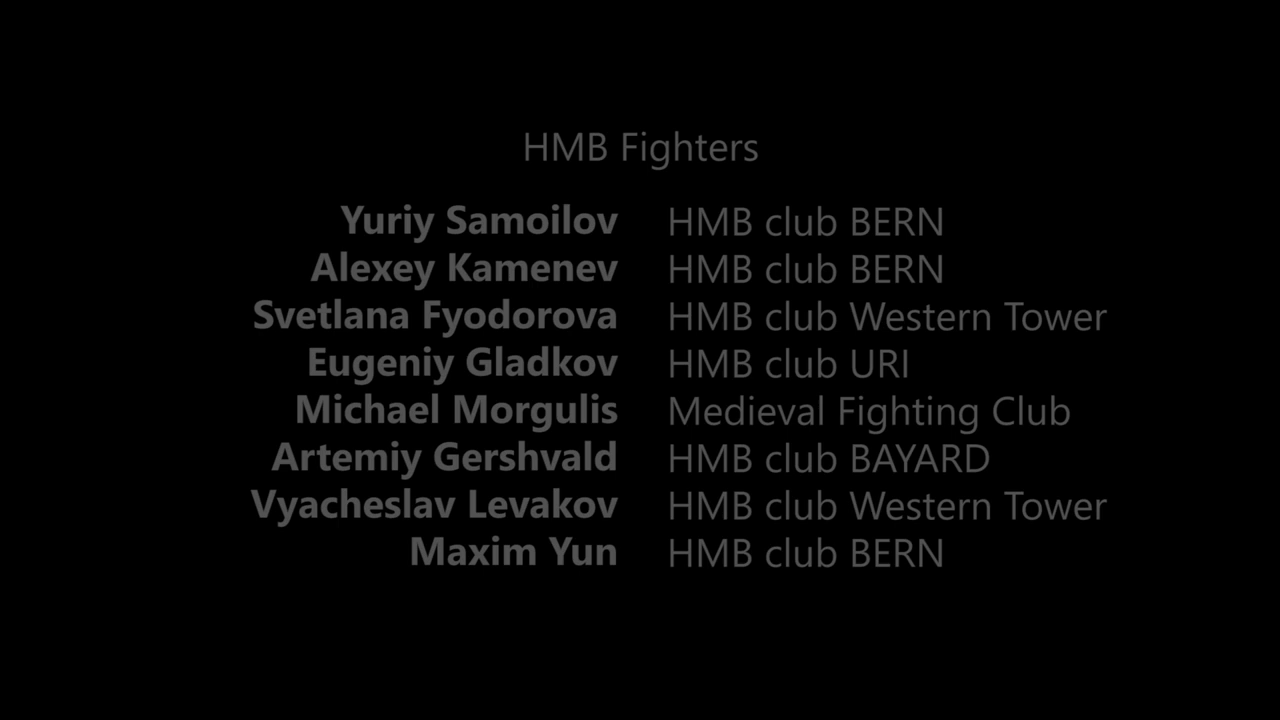 HMB Fighters
Yuriy Samoilov HMB club BERN
Alexey Kamenev HMB club BERN
Svetlana Fyodorova HMB club Western Tower
Eugeniy Gladkov HMB club URI
Michael Morgulis Medieval Fighting Club
Artemiy Gershvald HMB club BAYARD
Vyacheslav Levakov HMB club Western Tower
Maxim Yun HMB club BERN